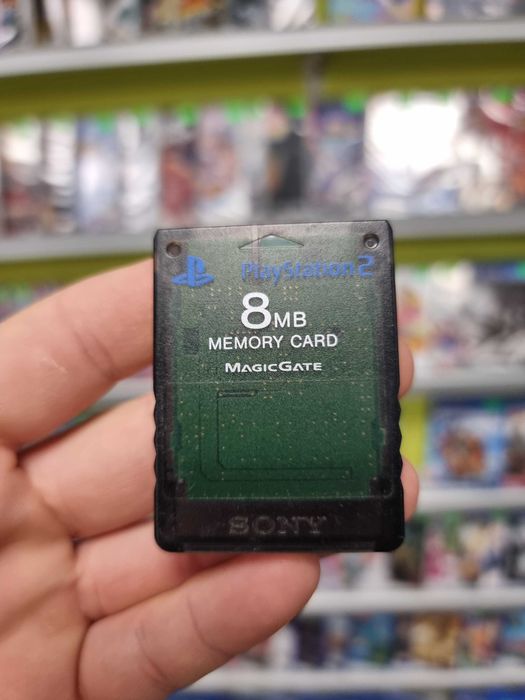 PlayStation 2
8MB
MEMORY CARD
MAGICGATE
SONY